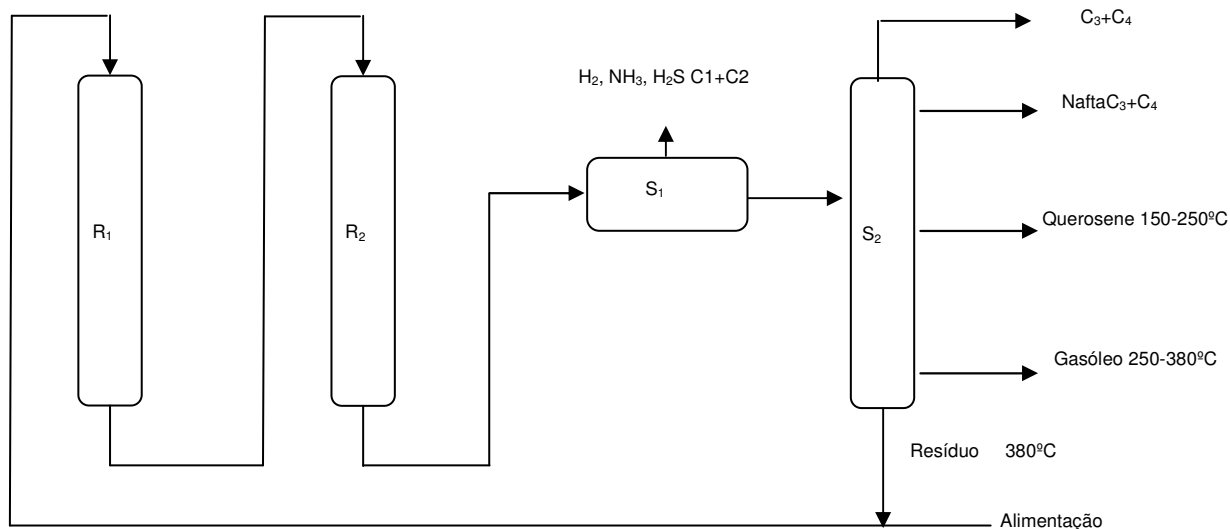 C₃+C₄
H₂, NH₃, H₂S C1+C2
NaftaC₃+C₄
S₁
R₁
R₂
S₂
Querosene 150-250ºC
Gasóleo 250-380ºC
Resíduo 380ºC
Alimentação